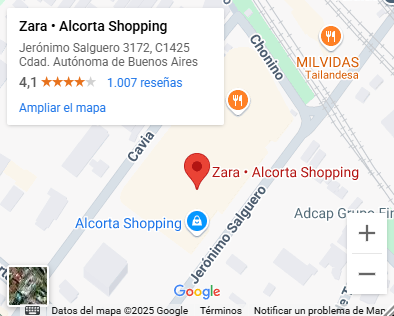 Zara • Alcorta Shopping
Jerónimo Salguero 3172, C1425
Cdad. Autónoma de Buenos Aires
4,1 1.007 reseñas
Ampliar el mapa
Chonino
MILVIDAS
Tailandesa
Cavia
Zara • Alcorta Shopping
Alcorta Shopping
Jerónimo Salguero
Adcap Grupo Fi
Google
Datos del mapa ©2025 Google
Términos
Notificar un problema de Ma